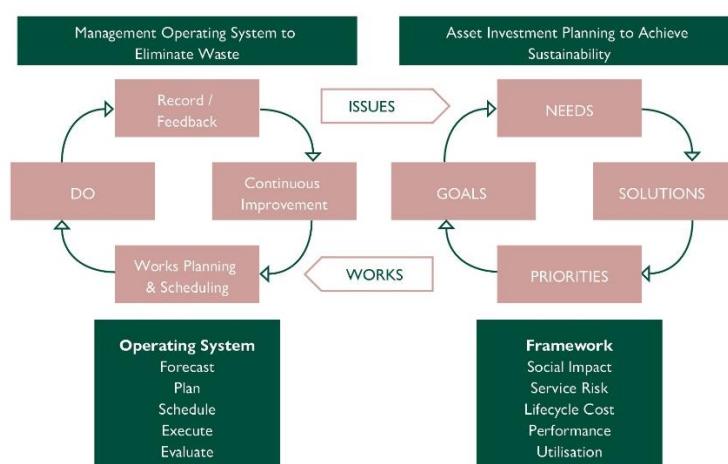 Management Operating System to
Eliminate Waste
Asset Investment Planning to Achieve
Sustainability
Record /
Feedback
ISSUES
NEEDS
DO
Continuous
Improvement
GOALS
SOLUTIONS
Works Planning
& Scheduling
WORKS
PRIORITIES
Operating System
Forecast
Plan
Schedule
Execute
Evaluate
Framework
Social Impact
Service Risk
Lifecycle Cost
Performance
Utilisation